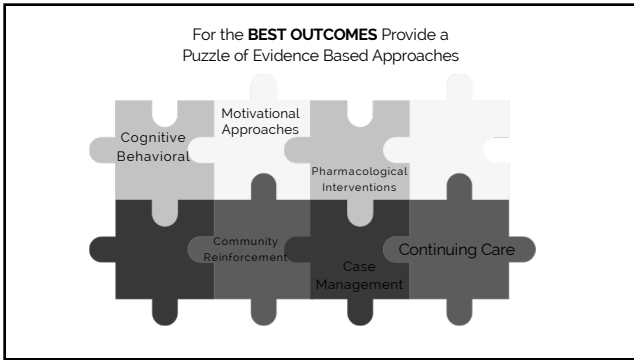 For the BEST OUTCOMES Provide a
Puzzle of Evidence Based Approaches
Cognitive
Behavioral
Motivational
Approaches
Pharmacological
Interventions
Community
Reinforcement
Case
Management
Continuing Care